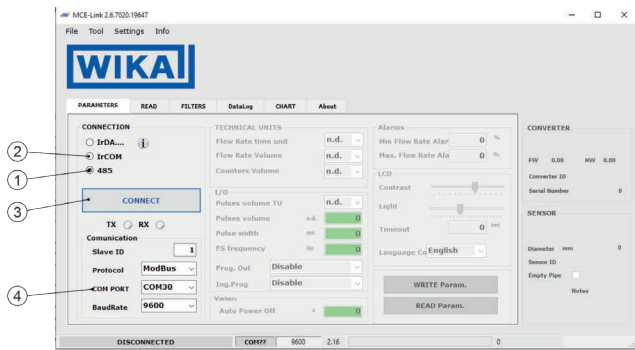 MCE-Link 2.6.7020.19647
File Tool Settings Info
WIKA
PARAMETERS READ FILTERS DataLog CHART About
CONNECTION
IrDA....
i
IrCOM
485
CONNECT
TX RX
Comunication
Slave ID 1
Protocol ModBus
COM PORT COM30
BaudRate 9600
TECHNICAL UNITS
Flow Rate time unit n.d.
Flow Rate Volume n.d.
Counters Volume n.d.
I/O
Pulses volume TU n.d.
Pulses volume n.d. 0
Pulse width ms 0
FS frequency Hz 0
Prog. Out Disable
Ing.Prog Disable
Various
Auto Power Off s 0
Alarms
Min Flow Rate Alar 0 %
Max. Flow Rate Ala 0 %
LCD
Contrast
Light
Timeout 0 sec
Language Co English
WRITE Param.
READ Param.
CONVERTER
FW 0.00 HW 0.00
Converter ID
Serial Number 0
SENSOR
Diameter mm 0
Sensor ID
Empty Pipe
Notes
DISCONNECTED COM?? 9600 2.16 0
2
1
3
4